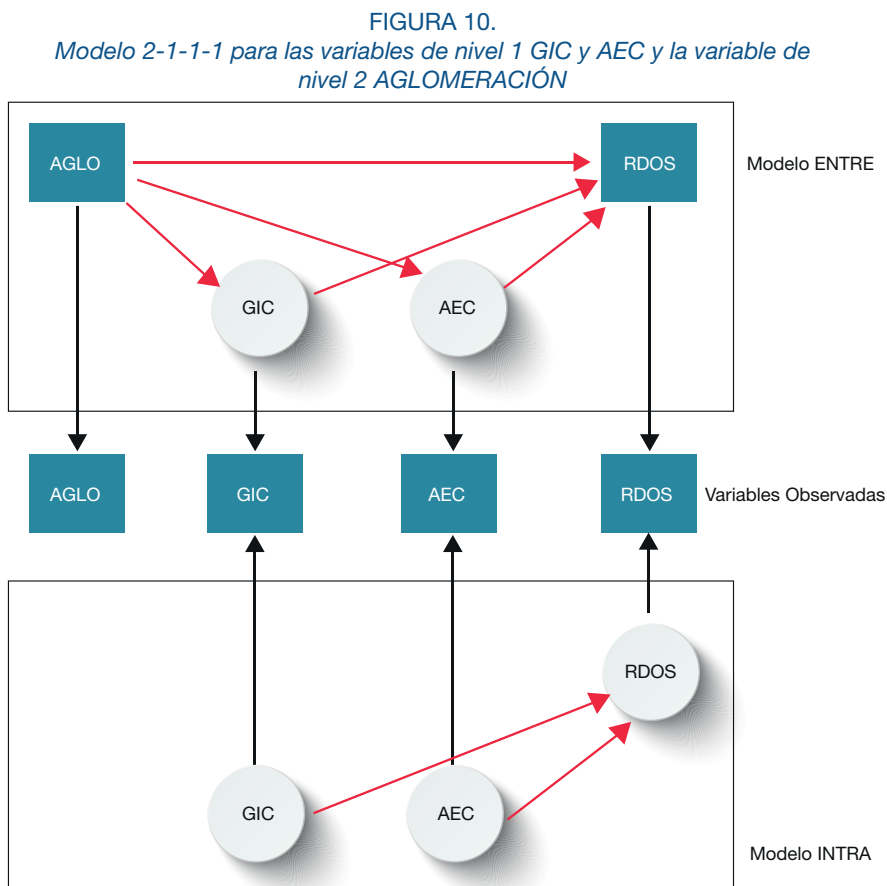 FIGURA 10.
Modelo 2-1-1-1 para las variables de nivel 1 GIC y AEC y la variable de
nivel 2 AGLOMERACIÓN
AGLO
RDOS
Modelo ENTRE
GIC
AEC
AGLO
GIC
AEC
RDOS
Variables Observadas
RDOS
GIC
AEC
Modelo INTRA